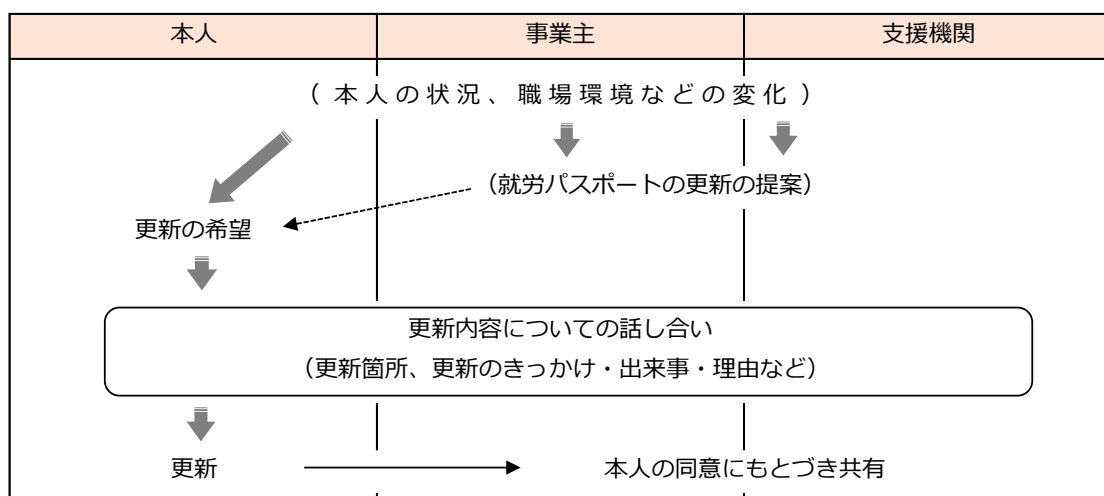 本人 事業主 支援機関
（ 本人の状況、職場環境などの変化 ）
（就労パスポートの更新の提案）
更新の希望
更新内容についての話し合い
（更新箇所、更新のきっかけ・出来事・理由など）
更新 本人の同意にもとづき共有